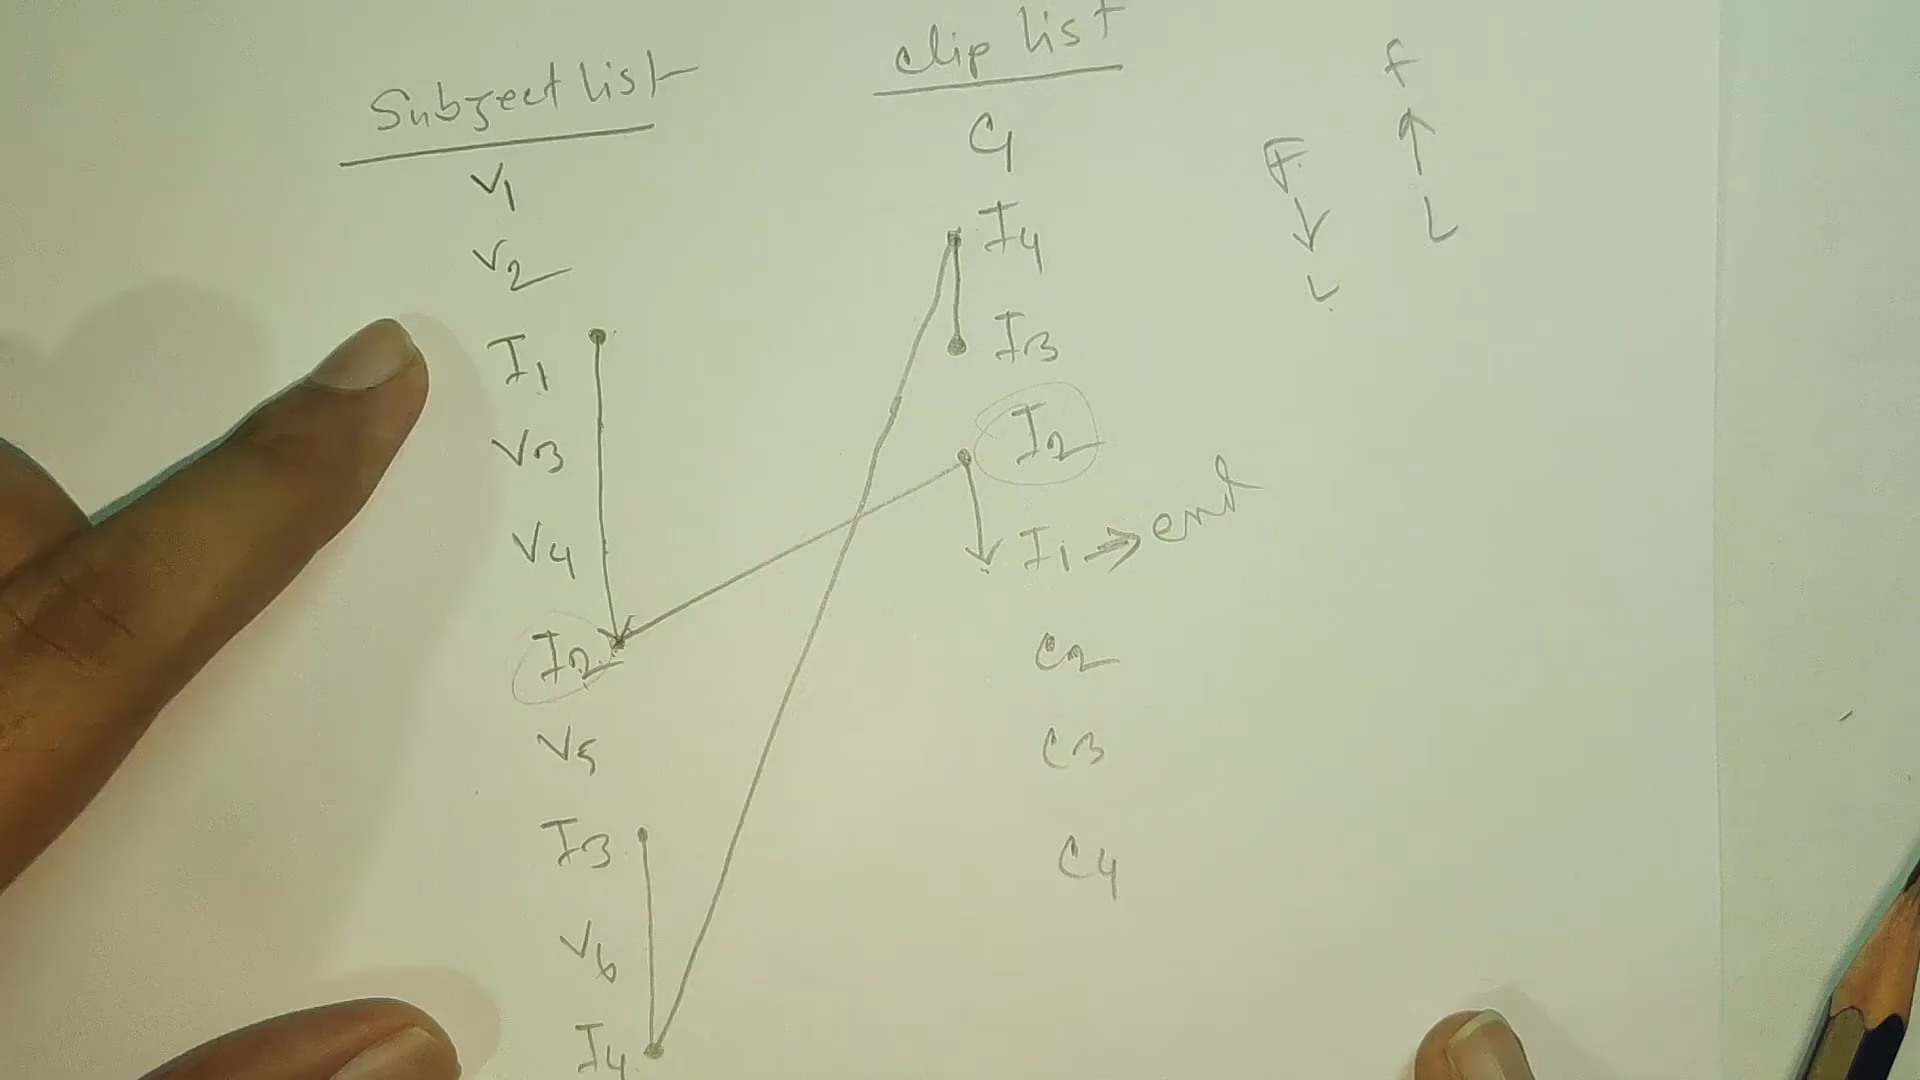 Subject list
V1
V2
I1
V3
V4
I2
V5
I3
V6
I4
clip list
C1
I4
I3
I2
I1 → end
C2
C3
C4
F
↓
L
F
↑
L